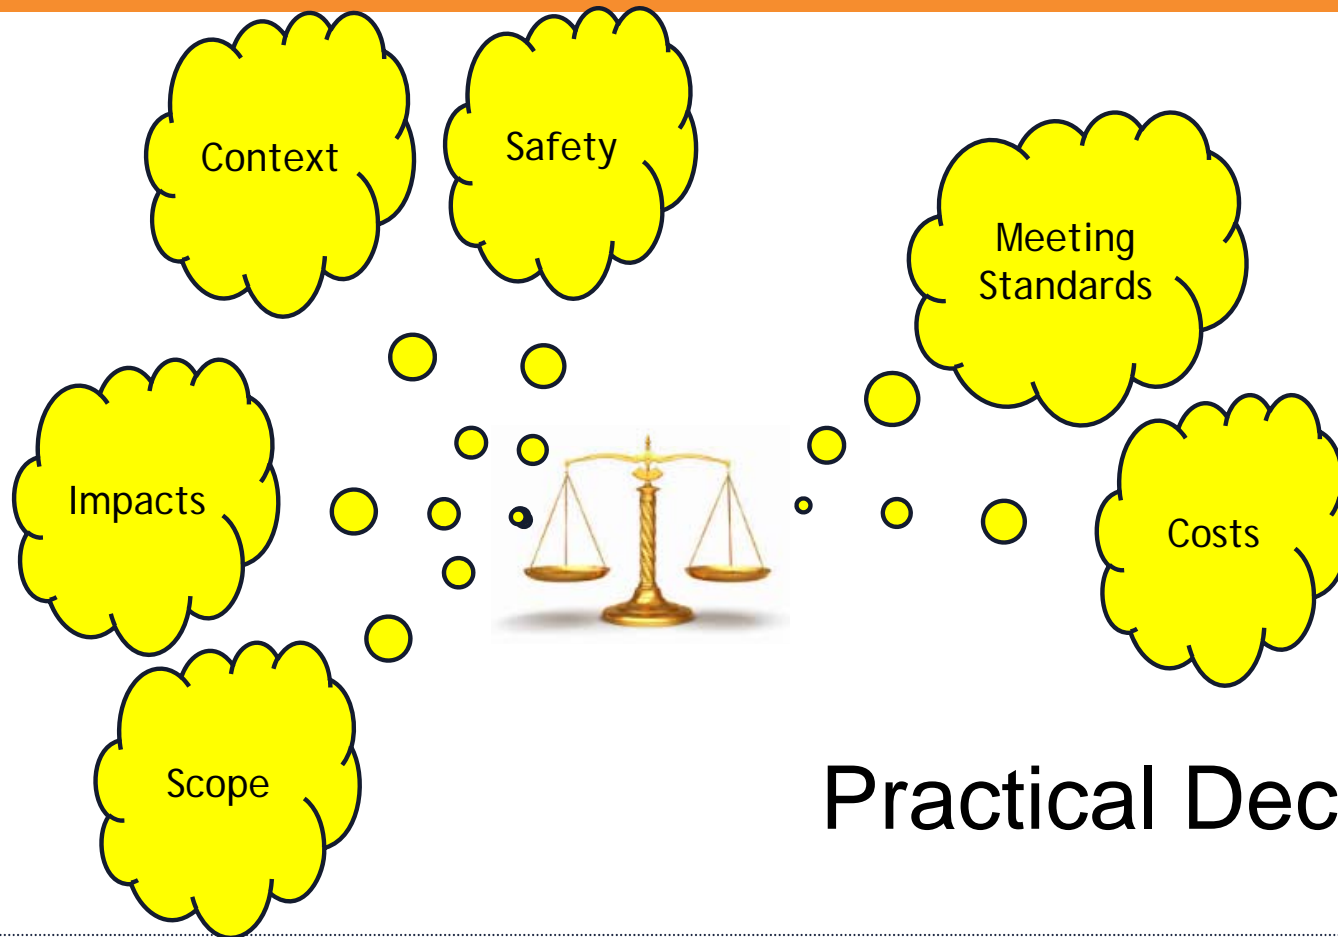 Context
Safety
Meeting
Standards
Impacts
Costs
Scope
Practical Dec